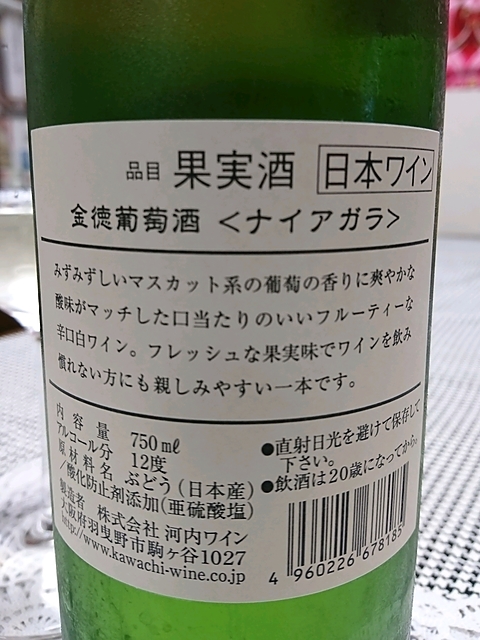 品目 果実酒 日本ワイン
金徳葡萄酒 <ナイアガラ>
みずみずしいマスカット系の葡萄の香りに爽やかな
酸味がマッチした口当たりのいいフルーティーな
辛口白ワイン。フレッシュな果実味でワインを飲み
慣れない方にも親しみやすい一本です。
内容量 750㎖
アルコール分 12度
原材料名 ぶどう(日本産)
/酸化防止剤添加(亜硫酸塩)
製造者 株式会社 河内ワイン
大阪府羽曳野市駒ヶ谷1027
http://www.kawachi-wine.co.jp
●直射日光を避けて保存して
下さい。
●飲酒は20歳になってから。
4 960226 678185